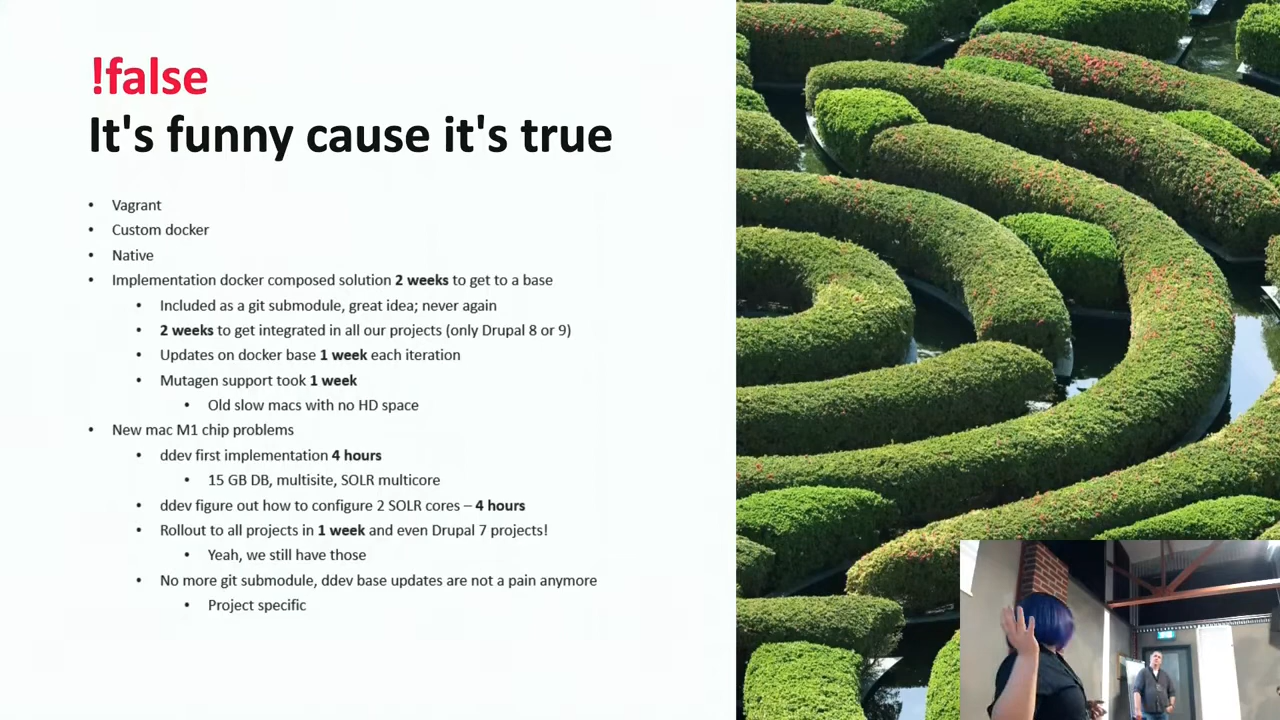 !false
It's funny cause it's true
• Vagrant
• Custom docker
• Native
• Implementation docker composed solution 2 weeks to get to a base
• Included as a git submodule, great idea; never again
• 2 weeks to get integrated in all our projects (only Drupal 8 or 9)
• Updates on docker base 1 week each iteration
• Mutagen support took 1 week
• Old slow macs with no HD space
• New mac M1 chip problems
• ddev first implementation 4 hours
• 15 GB DB, multisite, SOLR multicore
• ddev figure out how to configure 2 SOLR cores – 4 hours
• Rollout to all projects in 1 week and even Drupal 7 projects!
• Yeah, we still have those
• No more git submodule, ddev base updates are not a pain anymore
• Project specific